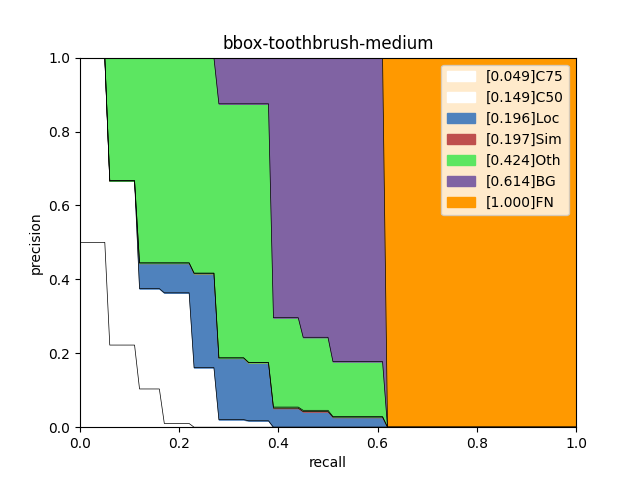 bbox-toothbrush-medium
1.0
0.8
0.6
0.4
0.2
0.0
precision
[0.049]C75
[0.149]C50
[0.196]Loc
[0.197]Sim
[0.424]Oth
[0.614]BG
[1.000]FN
0.0 0.2 0.4 0.6 0.8 1.0
recall